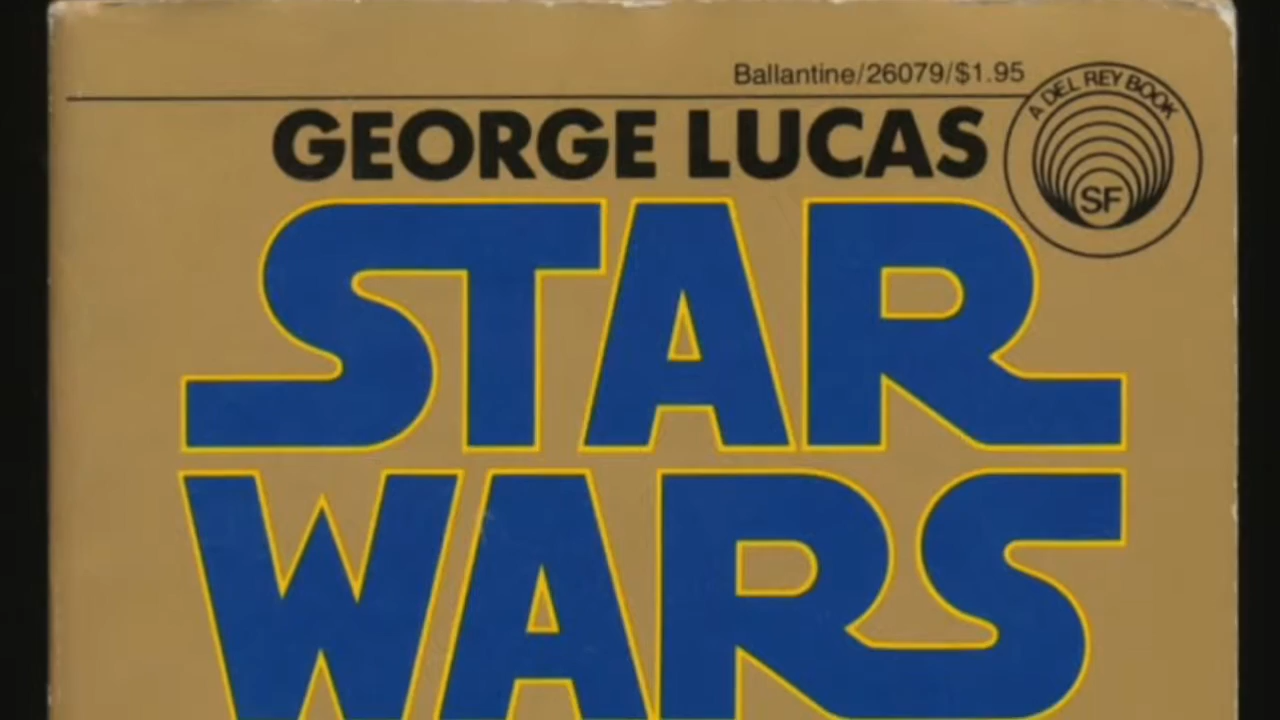 Ballantine/26079/$1.95
A DEL REY BOOK
SF
GEORGE LUCAS
STAR
WARS